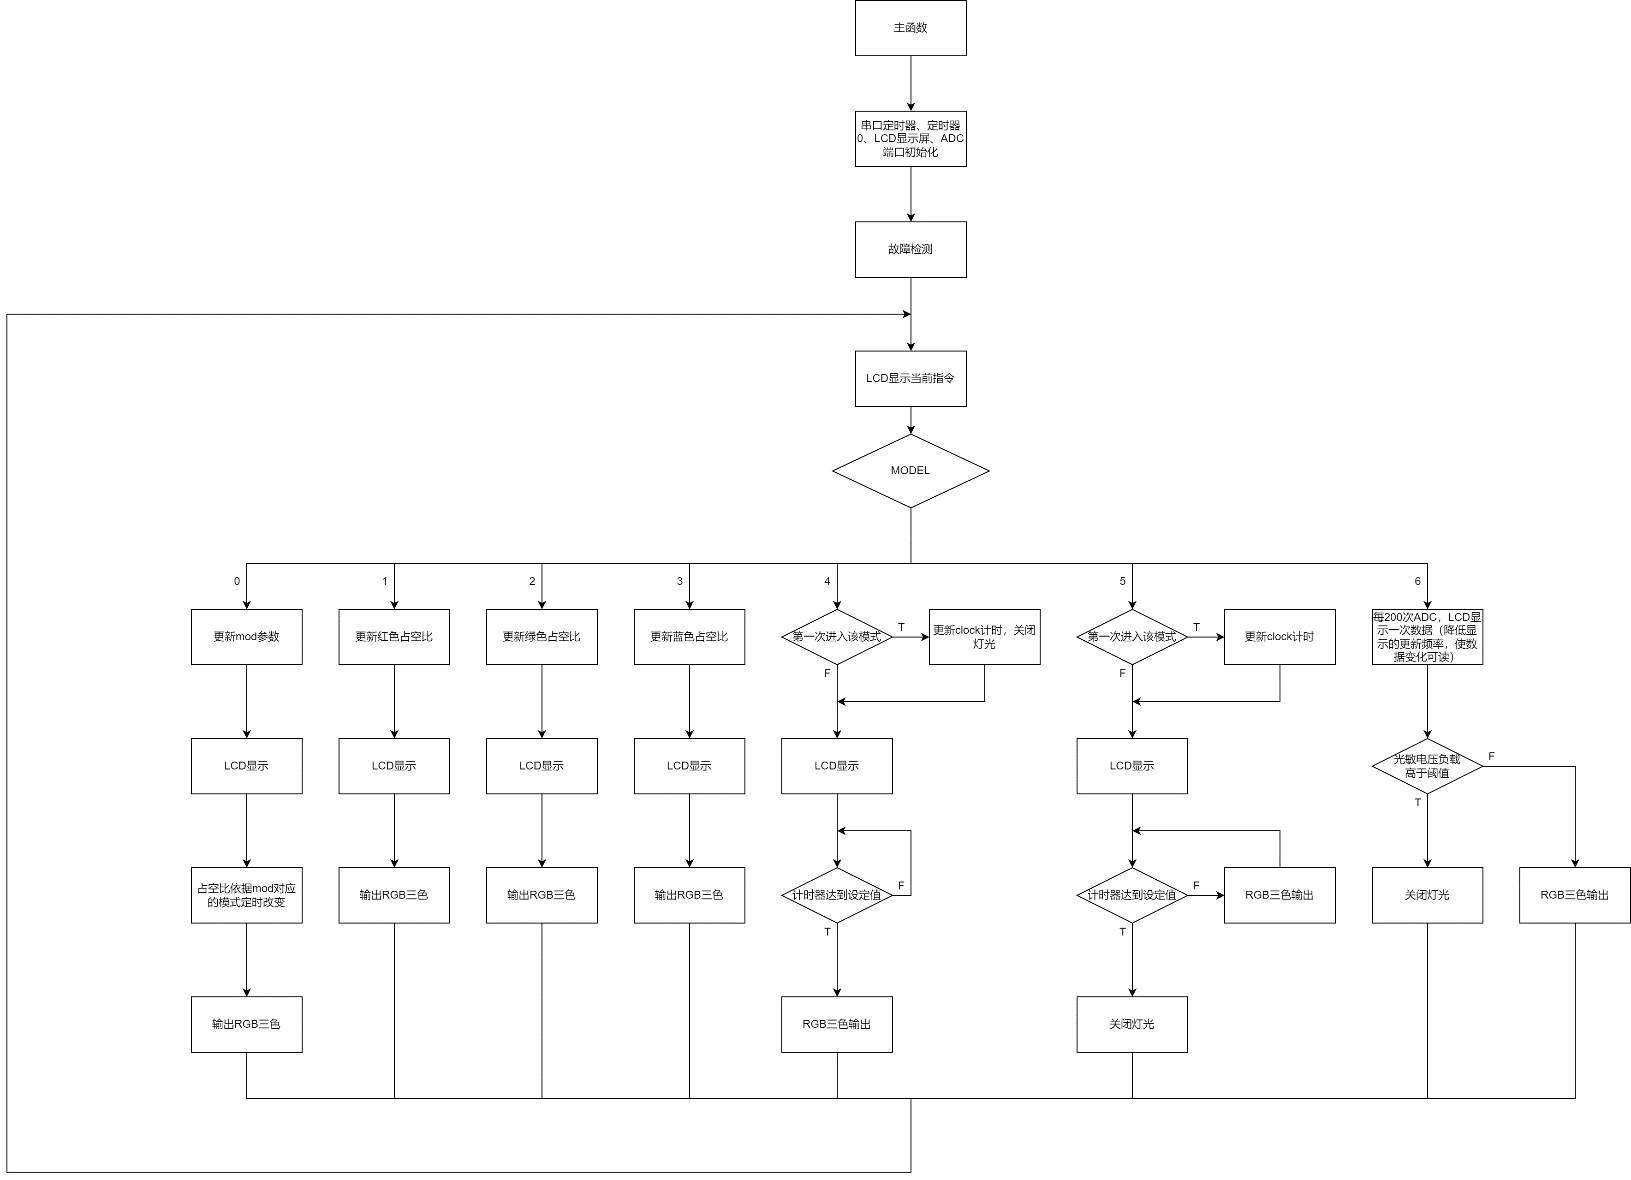 主函数
串口定时器、定时器
0、LCD显示屏、ADC
端口初始化
故障检测
LCD显示当前指令
MODEL
0
1
2
3
4
5
6
更新mod参数
更新红色占空比
更新绿色占空比
更新蓝色占空比
第一次进入该模式
T
更新clock计时，关闭
灯光
第一次进入该模式
T
更新clock计时
每200次ADC，LCD显
示一次数据（降低显
示的更新频率，使数
据变化可读）
F
F
LCD显示
LCD显示
LCD显示
LCD显示
LCD显示
LCD显示
光敏电压负载
高于阈值
F
T
占空比依据mod对应
的模式定时改变
输出RGB三色
输出RGB三色
输出RGB三色
计时器达到设定值
F
计时器达到设定值
F
RGB三色输出
关闭灯光
RGB三色输出
T
T
输出RGB三色
RGB三色输出
关闭灯光